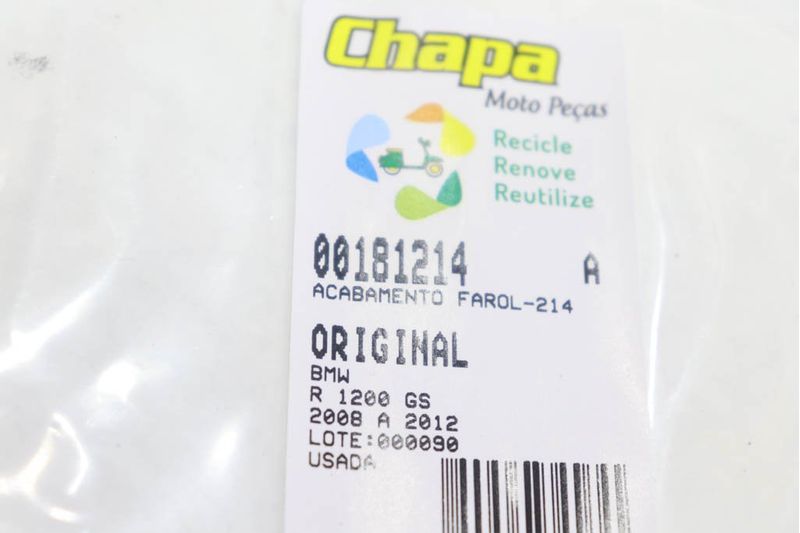 Chapa
Moto Peças
Recicle
Renove
Reutilize
00181214 A
ACABAMENTO FAROL-214
ORIGINAL
BMW
R 1200 GS
2008 A 2012
LOTE:000090
USADA